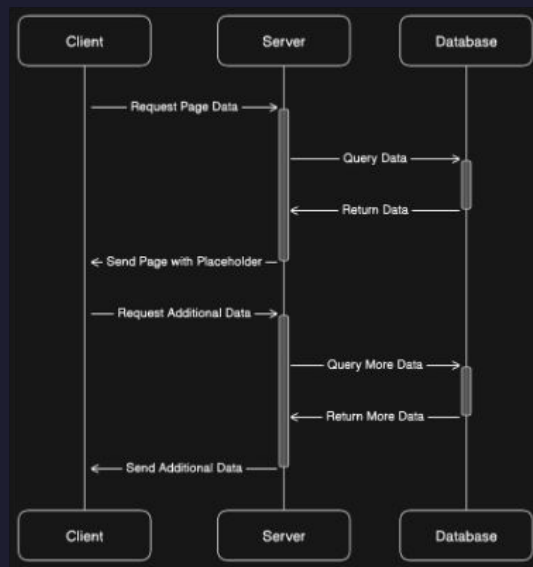 Client
Server
Database
Request Page Data
Query Data
Return Data
Send Page with Placeholder
Request Additional Data
Query More Data
Return More Data
Send Additional Data
Client
Server
Database